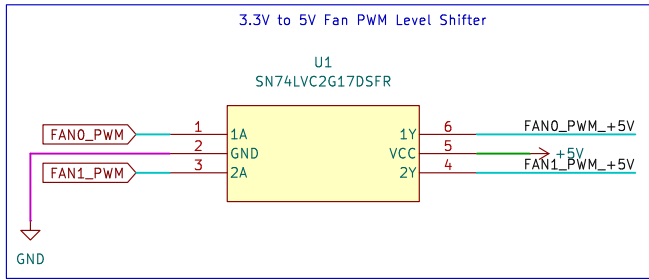 3.3V to 5V Fan PWM Level Shifter
U1
SN74LVC2G17DSFR
FAN0_PWM 1 1A 1Y 6 FAN0_PWM_+5V
2 GND VCC 5 +5V
FAN1_PWM 3 2A 2Y 4 FAN1_PWM_+5V
GND